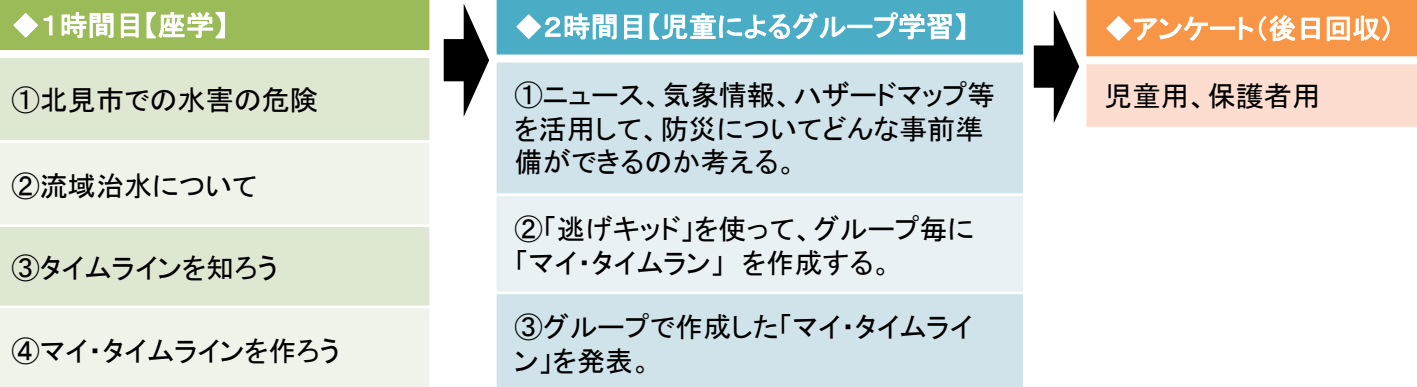 ◆1時間目【座学】
①北見市での水害の危険
②流域治水について
③タイムラインを知ろう
④マイ・タイムラインを作ろう
◆2時間目【児童によるグループ学習】
①ニュース、気象情報、ハザードマップ等
を活用して、防災についてどんな事前準
備ができるのか考える。
②「逃げキッド」を使って、グループ毎に
「マイ・タイムラン」 を作成する。
③グループで作成した「マイ・タイムライ
ン」を発表。
◆アンケート(後日回収)
児童用、保護者用